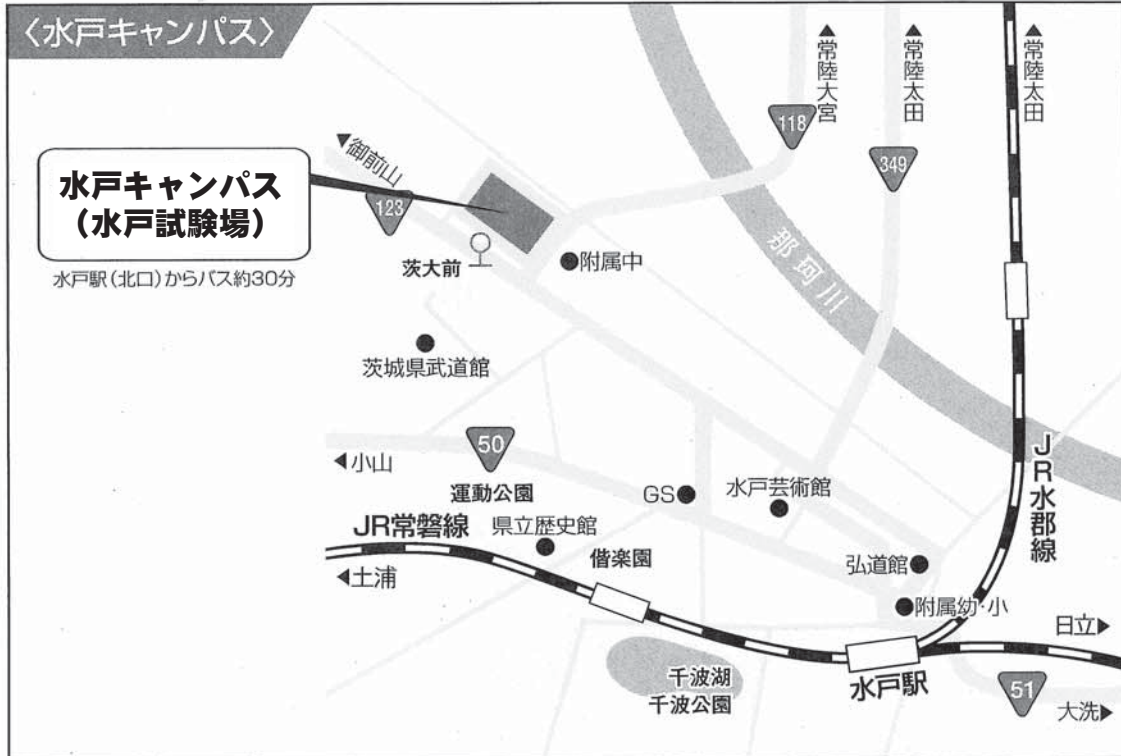 〈水戸キャンパス〉
▲常陸大宮
▲常陸太田
▲常陸太田
118
349
◀御前山
水戸キャンパス
(水戸試験場)
123
水戸駅(北口)からバス約30分
茨大前
●附属中
那珂川
茨城県武道館
50
◀小山
運動公園
GS●
水戸芸術館
JR水郡線
JR常磐線
県立歴史館
偕楽園
◀土浦
弘道館
●附属幼・小
日立▶
千波湖
千波公園
水戸駅
51
大洗▶